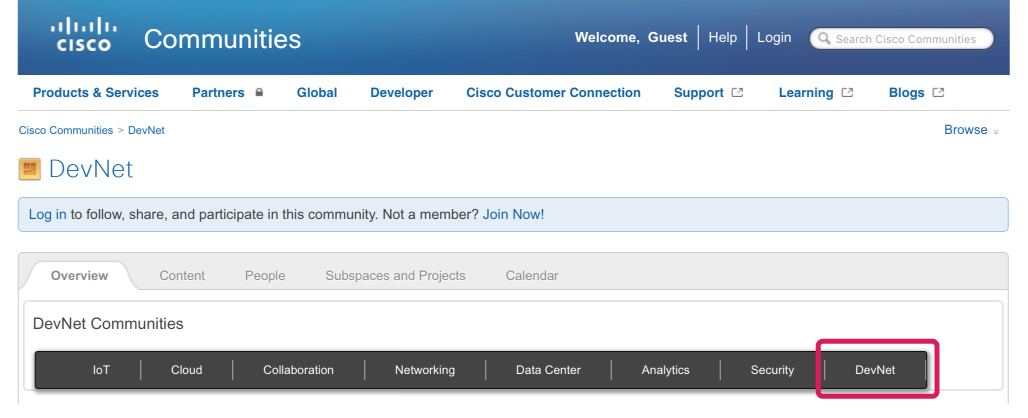 CISCO Communities Welcome, Guest Help Login Search Cisco Communities
Products & Services Partners Global Developer Cisco Customer Connection Support Learning Blogs
Cisco Communities > DevNet Browse
DevNet
Log in to follow, share, and participate in this community. Not a member? Join Now!
Overview Content People Subspaces and Projects Calendar
DevNet Communities
IoT Cloud Collaboration Networking Data Center Analytics Security DevNet